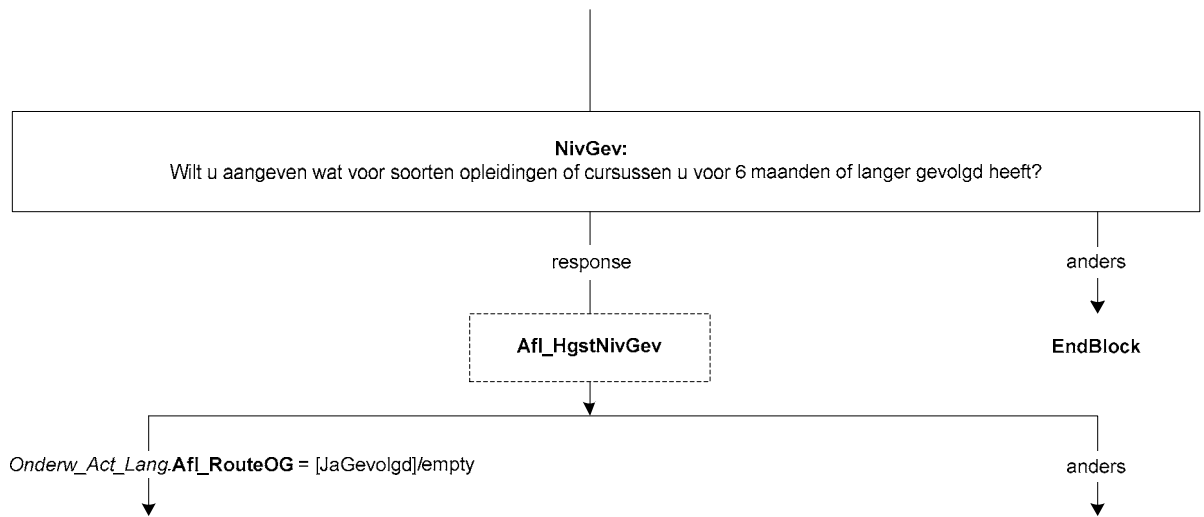 NivGev:
Wilt u aangeven wat voor soorten opleidingen of cursussen u voor 6 maanden of langer gevolgd heeft?
response
anders
Afl_HgstNivGev
EndBlock
Onderw_Act_Lang.Afl_RouteOG = [JaGevolgd]/empty
anders